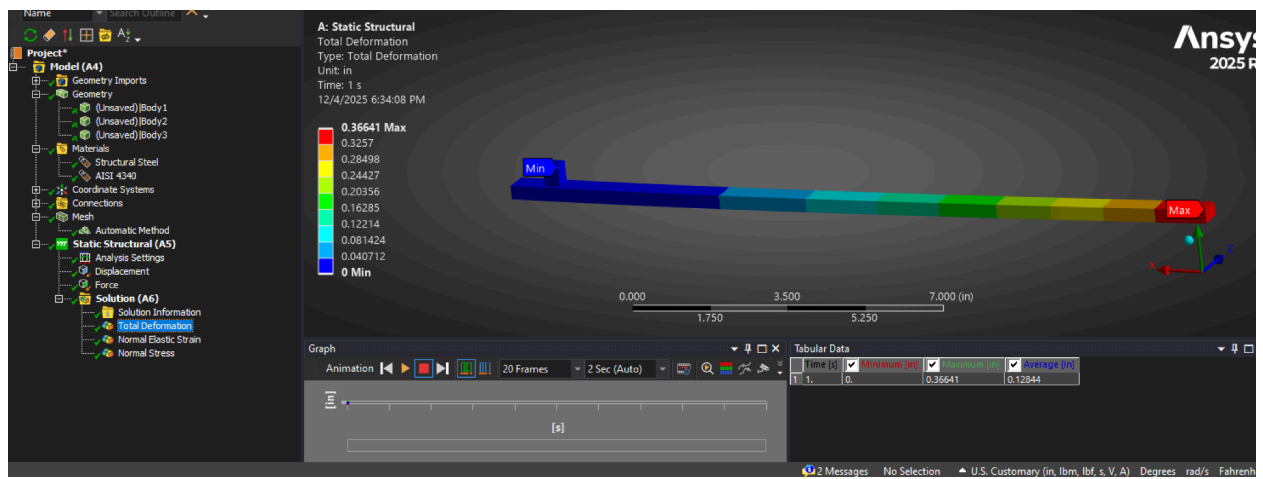 Name
Search Outline
Project*
Model (A4)
Geometry Imports
Geometry
(Unsaved)|Body1
(Unsaved)|Body2
(Unsaved)|Body3
Materials
Structural Steel
AISI 4340
Coordinate Systems
Connections
Mesh
Automatic Method
Static Structural (A5)
Analysis Settings
Displacement
Force
Solution (A6)
Solution Information
Total Deformation
Normal Elastic Strain
Normal Stress
A: Static Structural
Total Deformation
Type: Total Deformation
Unit: in
Time: 1 s
12/4/2025 6:34:08 PM
0.36641 Max
0.3257
0.28498
0.24427
0.20356
0.16285
0.12214
0.081424
0.040712
0 Min
Min
Max
Ansys
2025 R
X
Z
0.000 3.500 7.000 (in)
1.750 5.250
Graph
Animation 20 Frames 2 Sec (Auto)
[in]
[s]
Tabular Data
Time [s] Minimum [in] Maximum [in] Average [in]
1 1. 0. 0.36641 0.12844
2 Messages No Selection U.S. Customary (in, lbm, lbf, s, V, A) Degrees rad/s Fahrenh